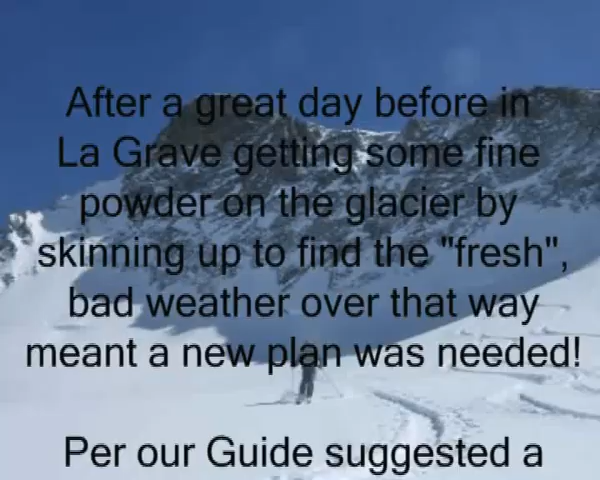 After a great day before in
La Grave getting some fine
powder on the glacier by
skinning up to find the "fresh",
bad weather over that way
meant a new plan was needed!
Per our Guide suggested a